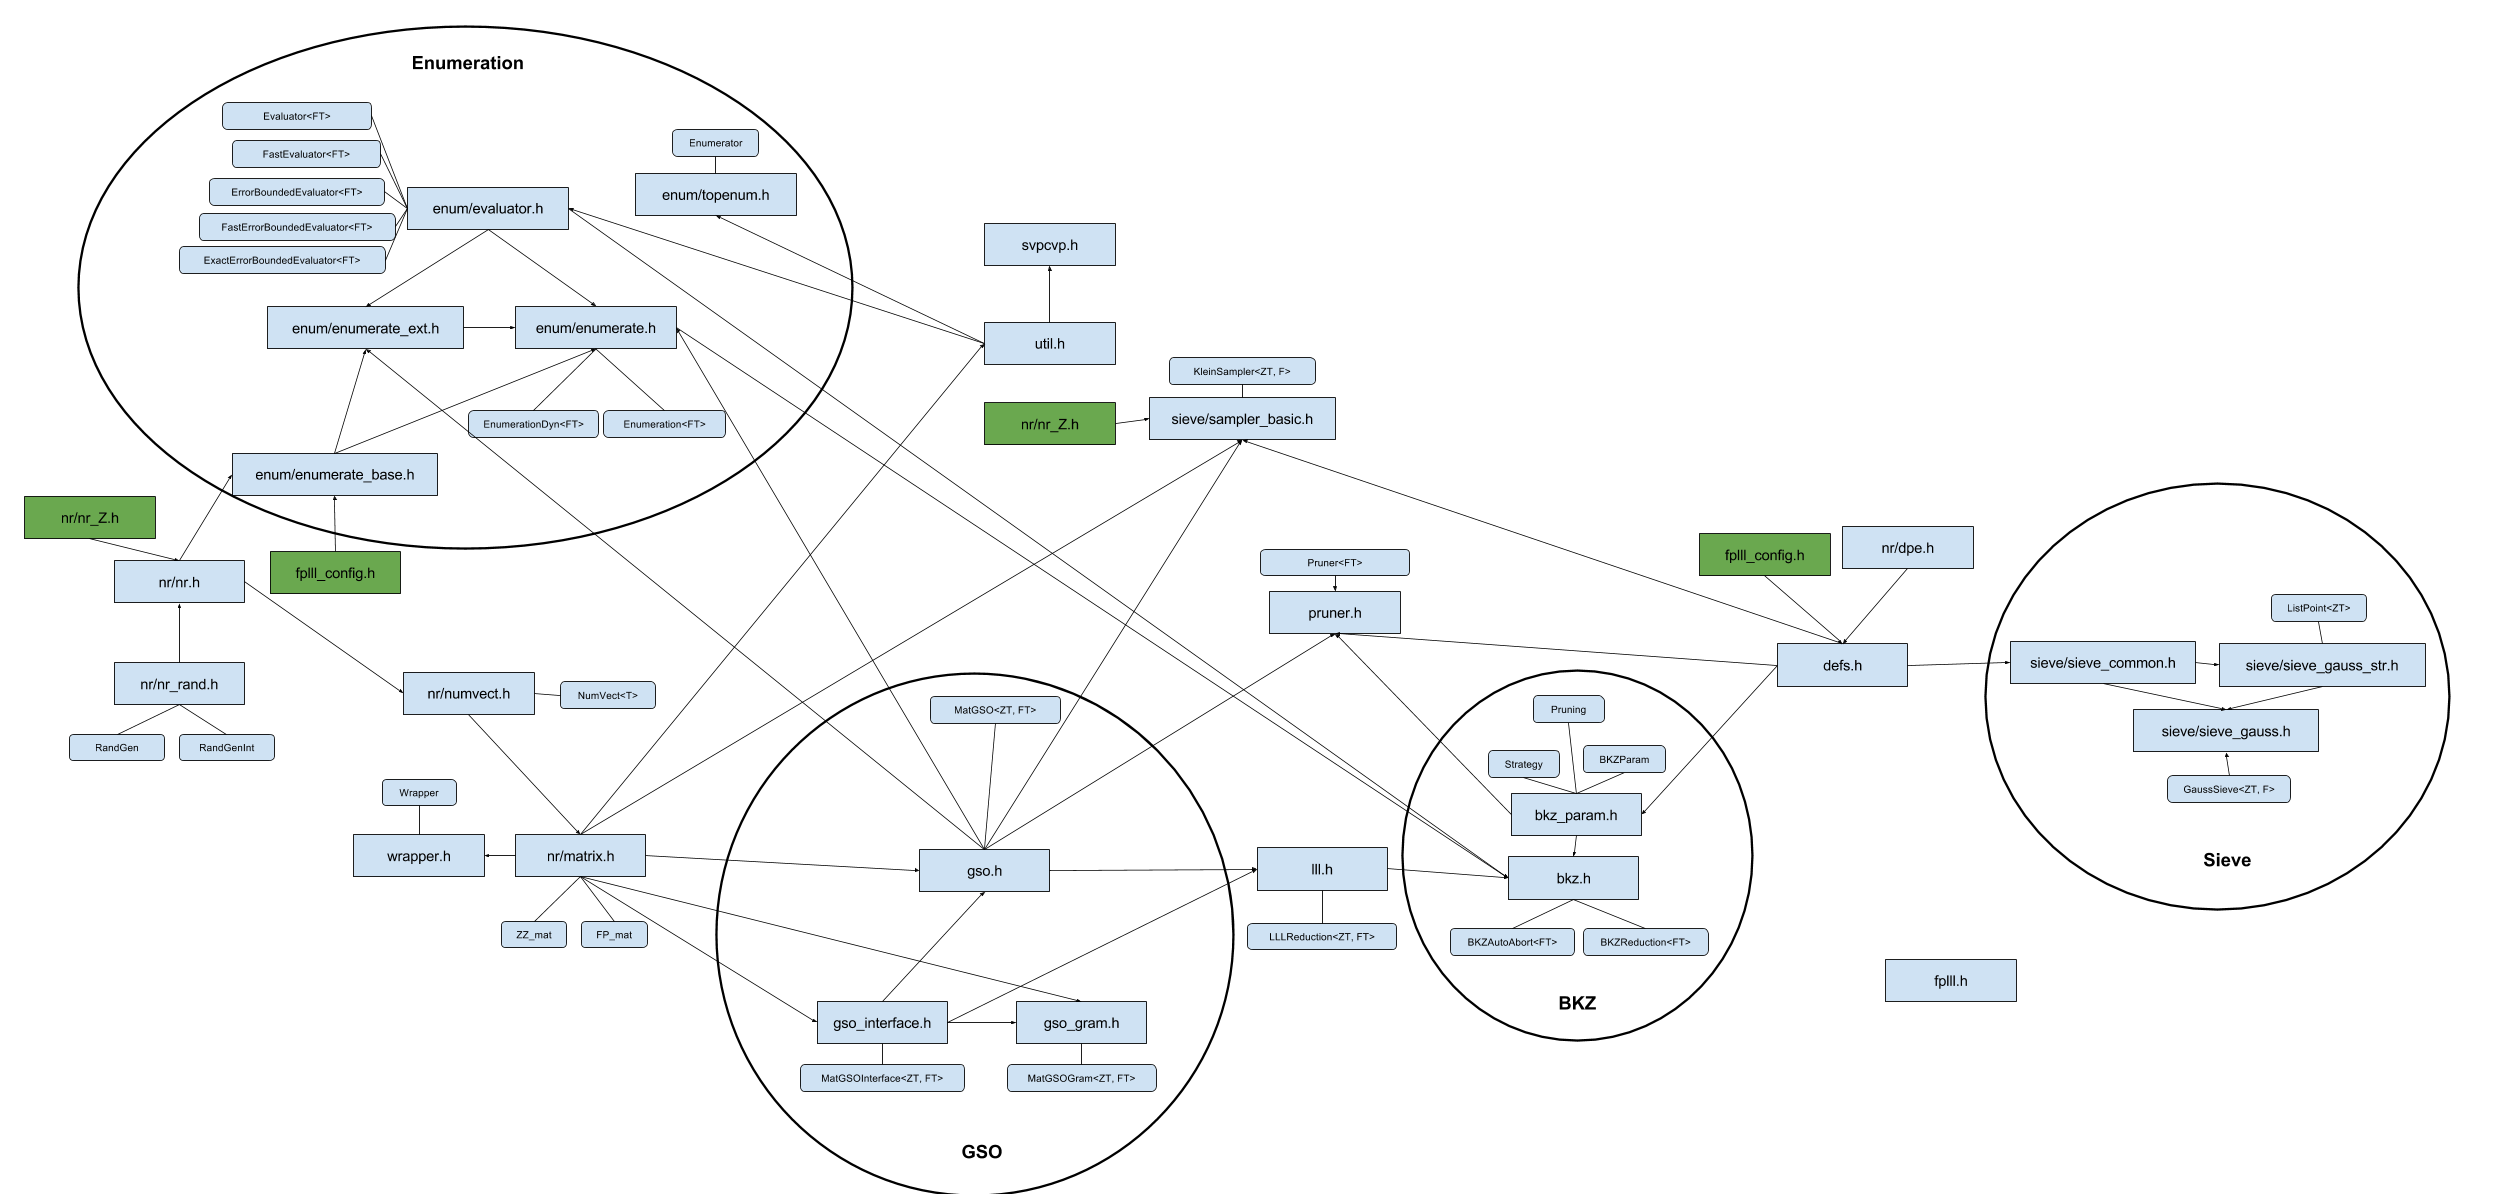 Enumeration
Evaluator<FT>
FastEvaluator<FT>
ErrorBoundedEvaluator<FT>
FastErrorBoundedEvaluator<FT>
ExactErrorBoundedEvaluator<FT>
enum/evaluator.h
Enumerator
enum/topenum.h
enum/enumerate_ext.h
enum/enumerate.h
EnumerationDyn<FT>
Enumeration<FT>
enum/enumerate_base.h
svpcvp.h
util.h
KleinSampler<ZT, F>
nr/nr_Z.h
sieve/sampler_basic.h
nr/nr_Z.h
fplll_config.h
nr/nr.h
nr/nr_rand.h
RandGen
RandGenInt
nr/numvect.h
NumVect<T>
Wrapper
wrapper.h
nr/matrix.h
ZZ_mat
FP_mat
MatGSO<ZT, FT>
gso.h
gso_interface.h
gso_gram.h
MatGSOInterface<ZT, FT>
MatGSOGram<ZT, FT>
GSO
Pruner<FT>
pruner.h
lll.h
LLLReduction<ZT, FT>
Pruning
Strategy
BKZParam
bkz_param.h
bkz.h
BKZAutoAbort<FT>
BKZReduction<FT>
BKZ
fplll_config.h
nr/dpe.h
defs.h
ListPoint<ZT>
sieve/sieve_common.h
sieve/sieve_gauss_str.h
sieve/sieve_gauss.h
GaussSieve<ZT, F>
Sieve
fplll.h